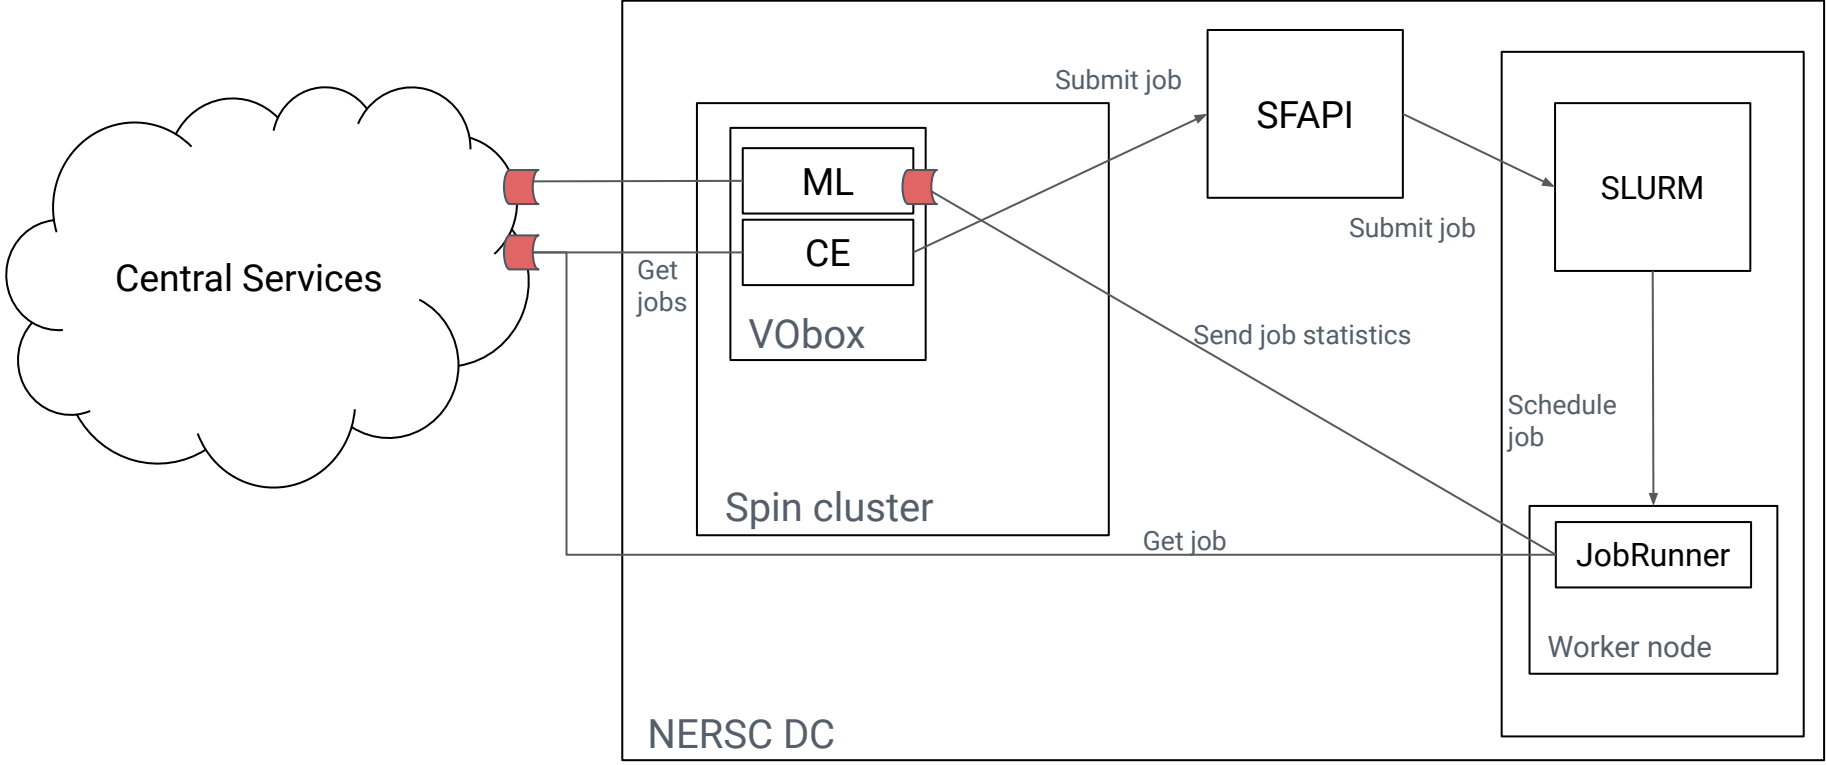 Submit job
SFAPI
ML
SLURM
Submit job
CE
Central Services
Get
jobs
VObox
Send job statistics
Schedule
job
Spin cluster
Get job
JobRunner
Worker node
NERSC DC